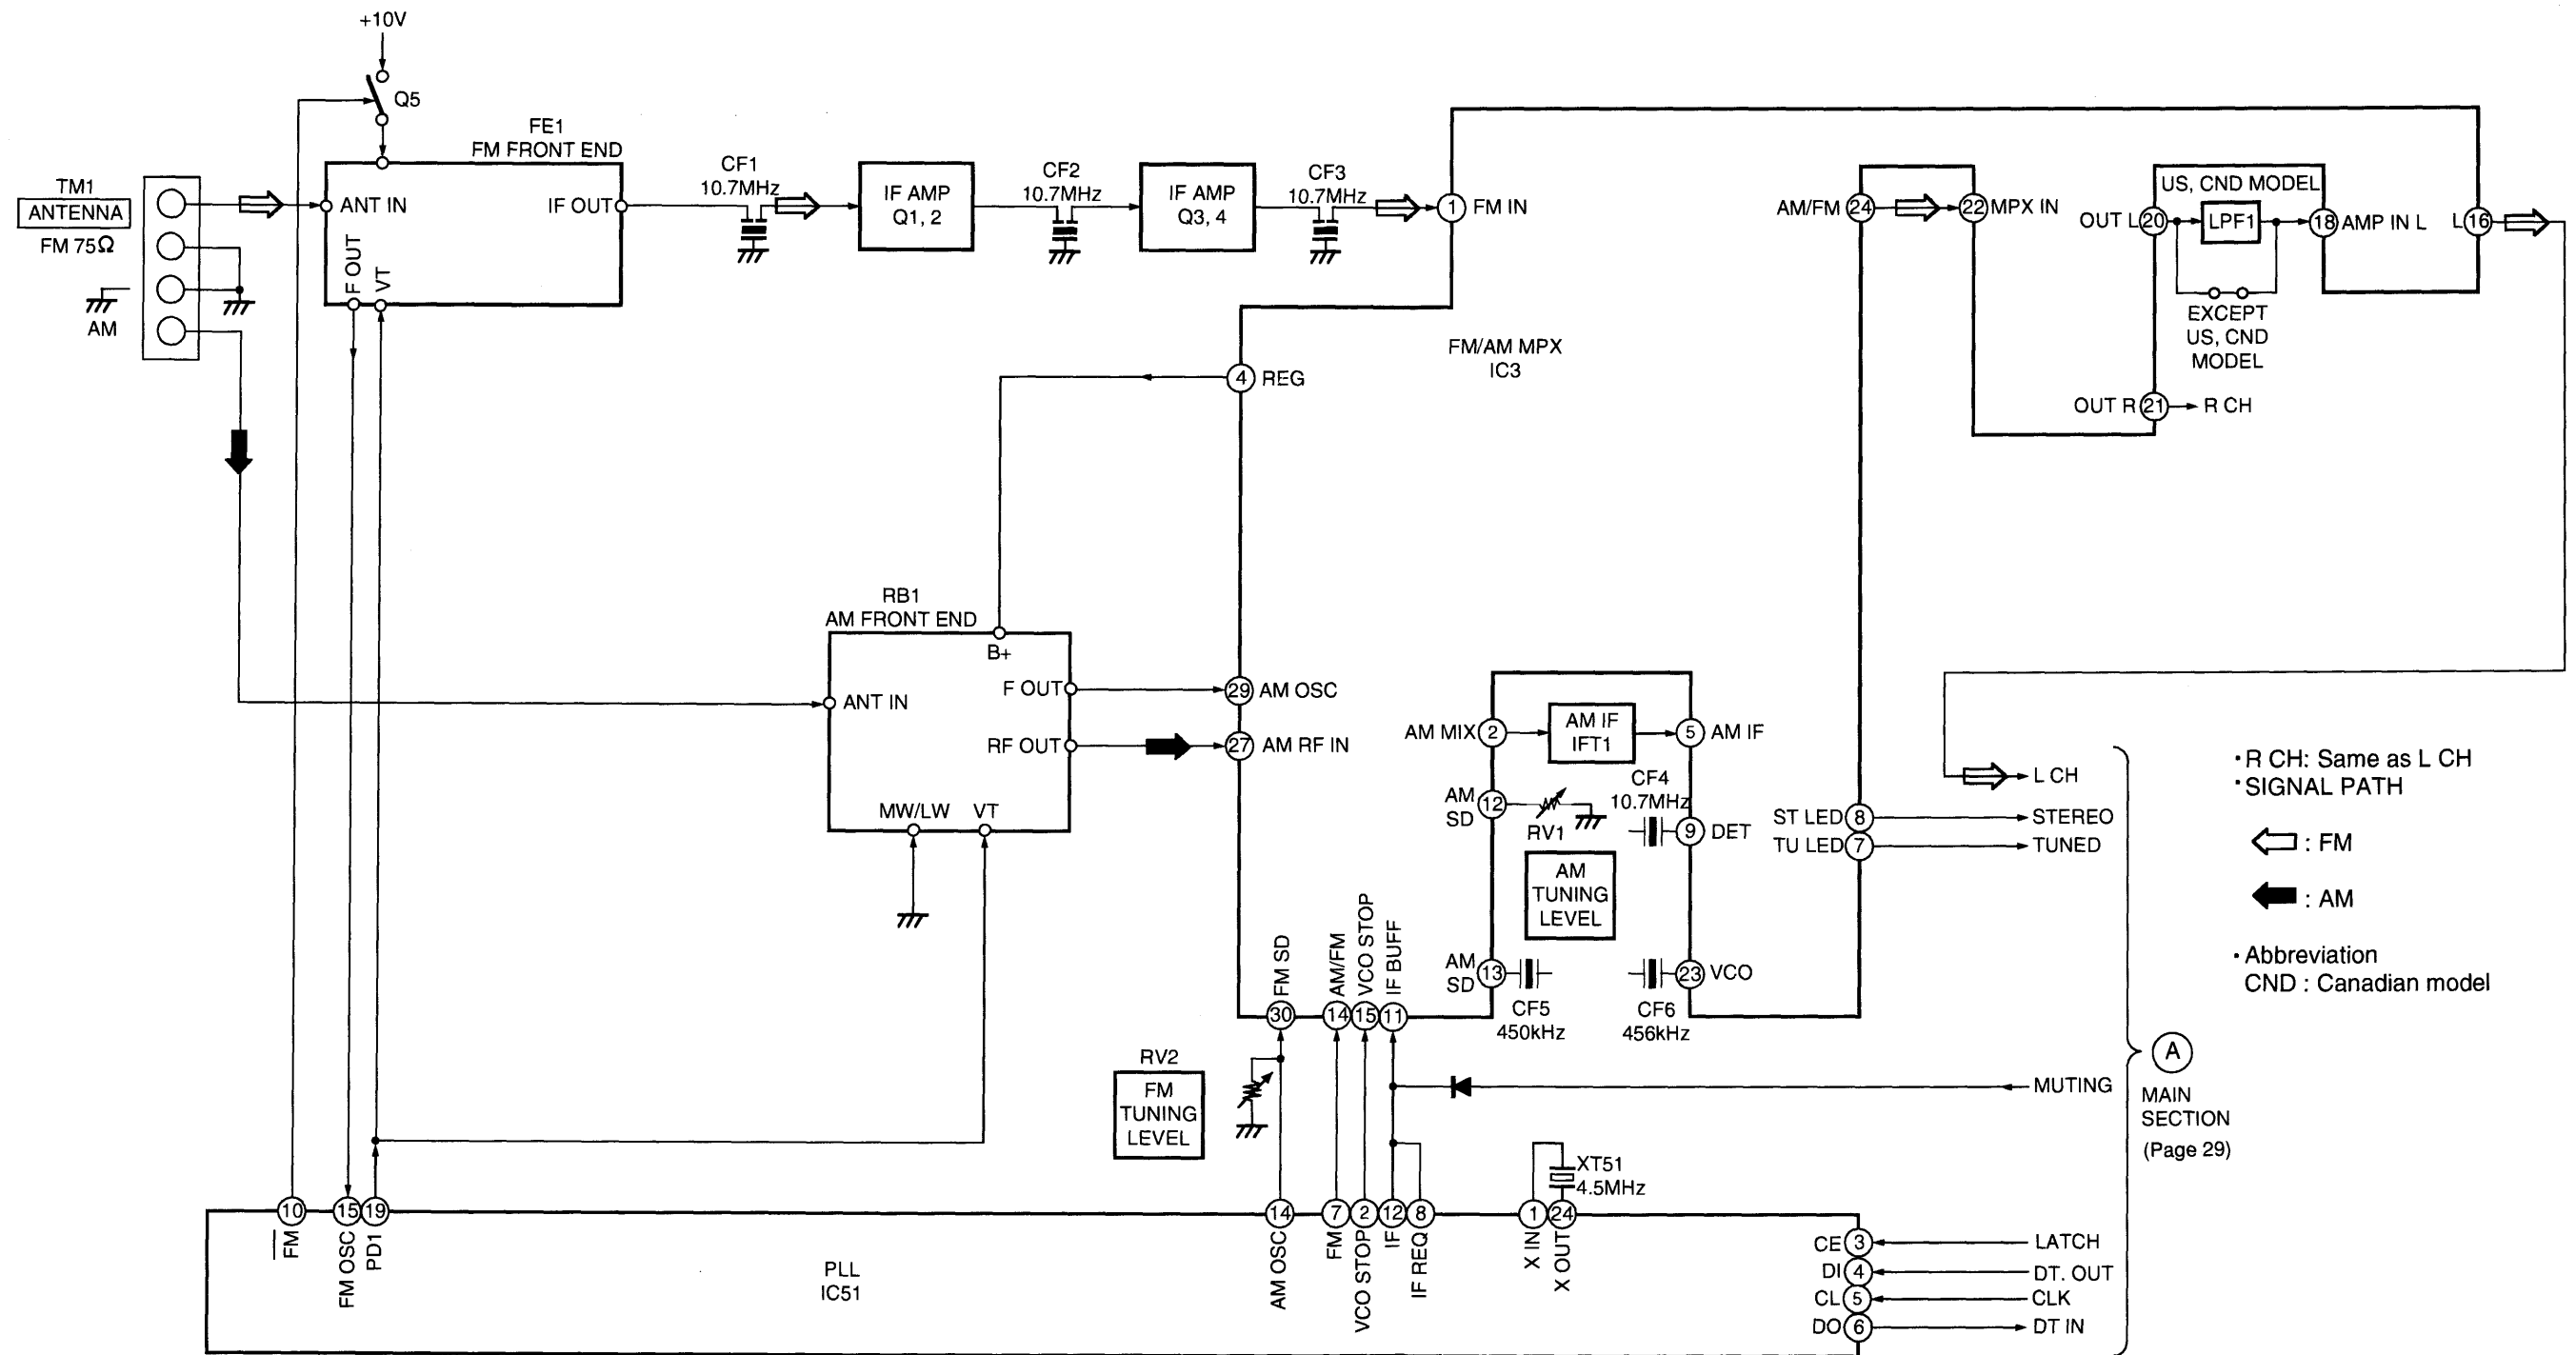 +10V
Q5
FE1
FM FRONT END
TM1
ANTENNA
FM 75Ω
AM
ANT IN
IF OUT
F OUT
VT
CF1
10.7MHz
IF AMP
Q1, 2
CF2
10.7MHz
IF AMP
Q3, 4
CF3
10.7MHz
1
FM IN
AM/FM
24
22
MPX IN
US, CND MODEL
OUT L
20
LPF1
18
AMP IN L
L
16
EXCEPT
US, CND
MODEL
OUT R
21
R CH
FM/AM MPX
IC3
4
REG
RB1
AM FRONT END
B+
ANT IN
F OUT
RF OUT
MW/LW
VT
29
AM OSC
27
AM RF IN
AM MIX
2
AM IF
IFT1
5
AM IF
AM
SD
12
RV1
CF4
10.7MHz
9
DET
AM
TUNING
LEVEL
AM
SD
13
CF5
450kHz
CF6
456kHz
23
VCO
ST LED
8
STEREO
TU LED
7
TUNED
L CH
• R CH: Same as L CH
• SIGNAL PATH
: FM
: AM
• Abbreviation
CND : Canadian model
FM SD
AM/FM
VCO STOP
IF BUFF
30
14
15
11
RV2
FM
TUNING
LEVEL
MUTING
A
MAIN
SECTION
(Page 29)
XT51
4.5MHz
10
15
19
14
7
2
12
8
1
24
FM
FM OSC
PD1
AM OSC
FM
VCO STOP
IF
IF REQ
X IN
X OUT
PLL
IC51
CE
3
LATCH
DI
4
DT. OUT
CL
5
CLK
DO
6
DT IN